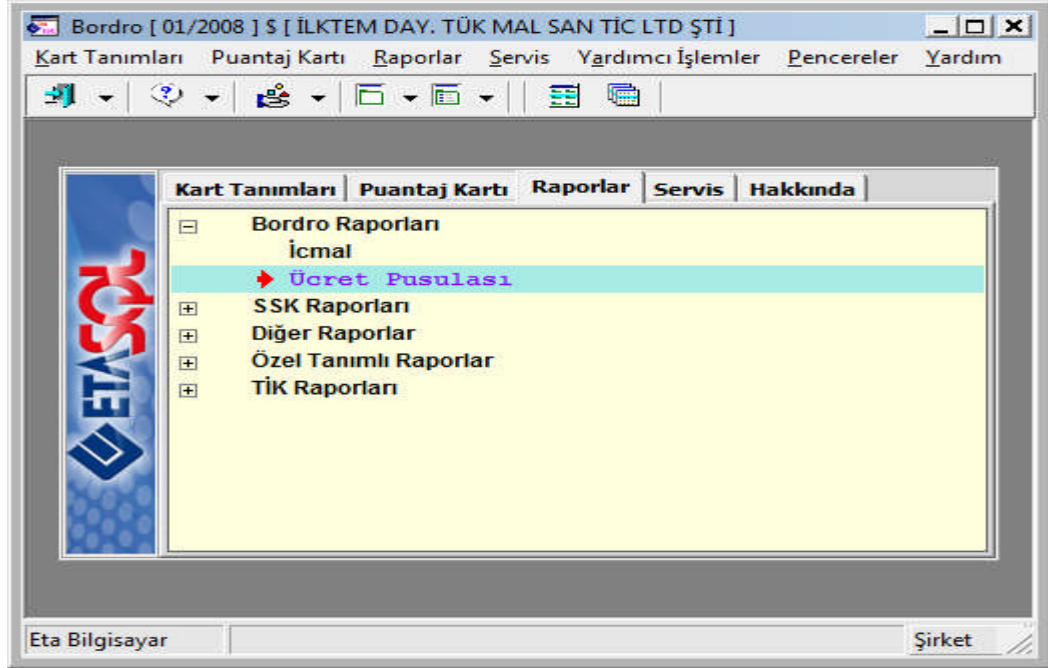 Bordro [ 01/2008 ] $ [ İLKTEM DAY. TÜK MAL SAN TİC LTD ŞTİ ]
Kart Tanımları Puantaj Kartı Raporlar Servis Yardımcı İşlemler Pencereler Yardım
Kart Tanımları Puantaj Kartı Raporlar Servis Hakkında
Bordro Raporları
İcmal
Ücret Pusulası
SSK Raporları
Diğer Raporlar
Özel Tanımlı Raporlar
TİK Raporları
ETASQL
Eta Bilgisayar Şirket